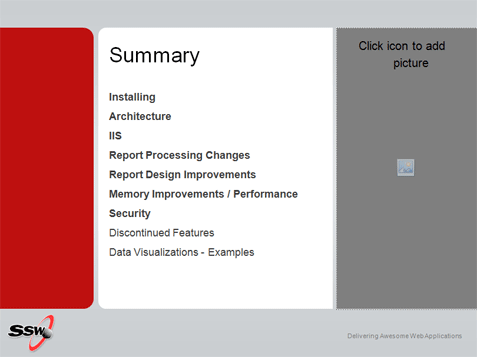 Summary
Click icon to add
picture
Installing
Architecture
IIS
Report Processing Changes
Report Design Improvements
Memory Improvements / Performance
Security
Discontinued Features
Data Visualizations - Examples
SSW
Delivering Awesome Web Applications